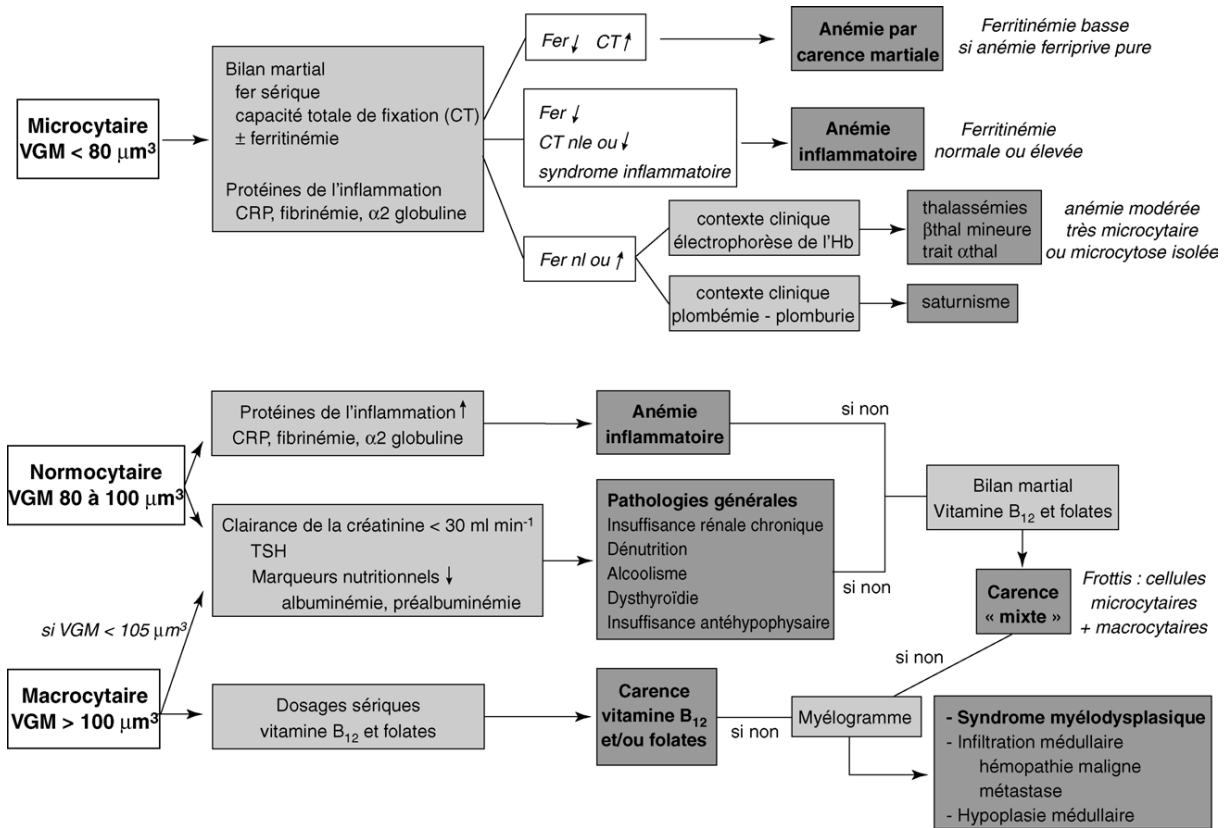 Microcytaire
VGM < 80 μm³
Bilan martial
fer sérique
capacité totale de fixation (CT)
± ferritinémie
Protéines de l'inflammation
CRP, fibrinémie, α2 globuline
Fer ↓ CT ↑
Anémie par
carence martiale
Ferritinémie basse
si anémie ferriprive pure
Fer ↓
CT nle ou ↓
syndrome inflammatoire
Anémie
inflammatoire
Ferritinémie
normale ou élevée
Fer nl ou ↑
contexte clinique
électrophorèse de l'Hb
thalassémies
βthal mineure
trait αthal
anémie modérée
très microcytaire
ou microcytose isolée
contexte clinique
plombémie - plomburie
saturnisme
Normocytaire
VGM 80 à 100 μm³
Protéines de l'inflammation ↑
CRP, fibrinémie, α2 globuline
Anémie
inflammatoire
si non
Clairance de la créatinine < 30 ml min⁻¹
TSH
Marqueurs nutritionnels ↓
albuminémie, préalbuminémie
Pathologies générales
Insuffisance rénale chronique
Dénutrition
Alcoolisme
Dysthyroïdie
Insuffisance antéhypophysaire
si non
Bilan martial
Vitamine B₁₂ et folates
Carence
« mixte »
Frottis : cellules
microcytaires
+ macrocytaires
si non
si VGM < 105 μm³
Macrocytaire
VGM > 100 μm³
Dosages sériques
vitamine B₁₂ et folates
Carence
vitamine B₁₂
et/ou folates
si non
Myélogramme
- Syndrome myélodysplasique
- Infiltration médullaire
hémopathie maligne
métastase
- Hypoplasie médullaire